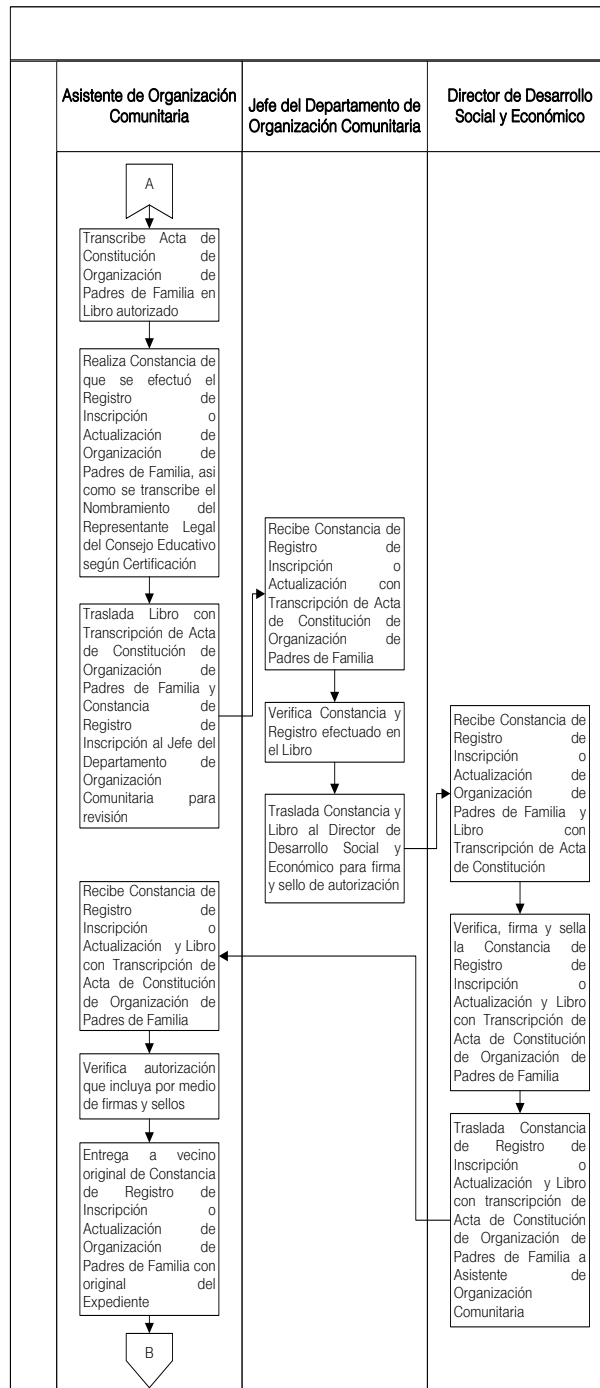 Asistente de Organización
Comunitaria
Jefe del Departamento de
Organización Comunitaria
Director de Desarrollo
Social y Económico
A
Transcribe Acta de
Constitución de
Organización de
Padres de Familia en
Libro autorizado
Realiza Constancia de
que se efectuó el
Registro de
Inscripción o
Actualización de
Organización de
Padres de Familia, asi
como se transcribe el
Nombramiento del
Representante Legal
del Consejo Educativo
según Certificación
Traslada Libro con
Transcripción de Acta
de Constitución de
Organización de
Padres de Familia y
Constancia de
Registro de
Inscripción al Jefe del
Departamento de
Organización
Comunitaria para
revisión
Recibe Constancia de
Registro de
Inscripción o
Actualización con
Transcripción de Acta
de Constitución de
Organización de
Padres de Familia
Verifica Constancia y
Registro efectuado en
el Libro
Traslada Constancia y
Libro al Director de
Desarrollo Social y
Económico para firma
y sello de autorización
Recibe Constancia de
Registro de
Inscripción o
Actualización de
Organización de
Padres de Familia y
Libro con
Transcripción de Acta
de Constitución
Verifica, firma y sella
la Constancia de
Registro de
Inscripción o
Actualización y Libro
con Transcripción de
Acta de Constitución
de Organización de
Padres de Familia
Traslada Constancia
de Registro de
Inscripción o
Actualización y Libro
con transcripción de
Acta de Constitución
de Organización de
Padres de Familia a
Asistente de
Organización
Comunitaria
Recibe Constancia de
Registro de
Inscripción o
Actualización y Libro
con Transcripción de
Acta de Constitución
de Organización de
Padres de Familia
Verifica autorización
que incluya por medio
de firmas y sellos
Entrega a vecino
original de Constancia
de Registro de
Inscripción o
Actualización de
Organización de
Padres de Familia con
original del
Expediente
B